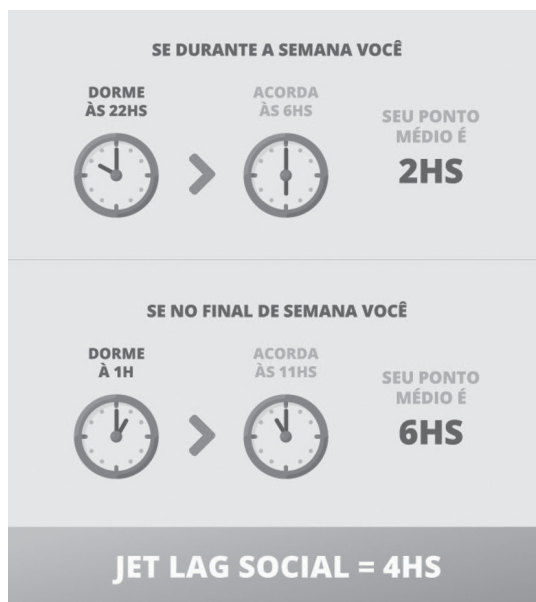 SE DURANTE A SEMANA VOCÊ
DORME
ÀS 22HS
ACORDA
ÀS 6HS
SEU PONTO
MÉDIO É
2HS
SE NO FINAL DE SEMANA VOCÊ
DORME
À 1H
ACORDA
ÀS 11HS
SEU PONTO
MÉDIO É
6HS
JET LAG SOCIAL = 4HS